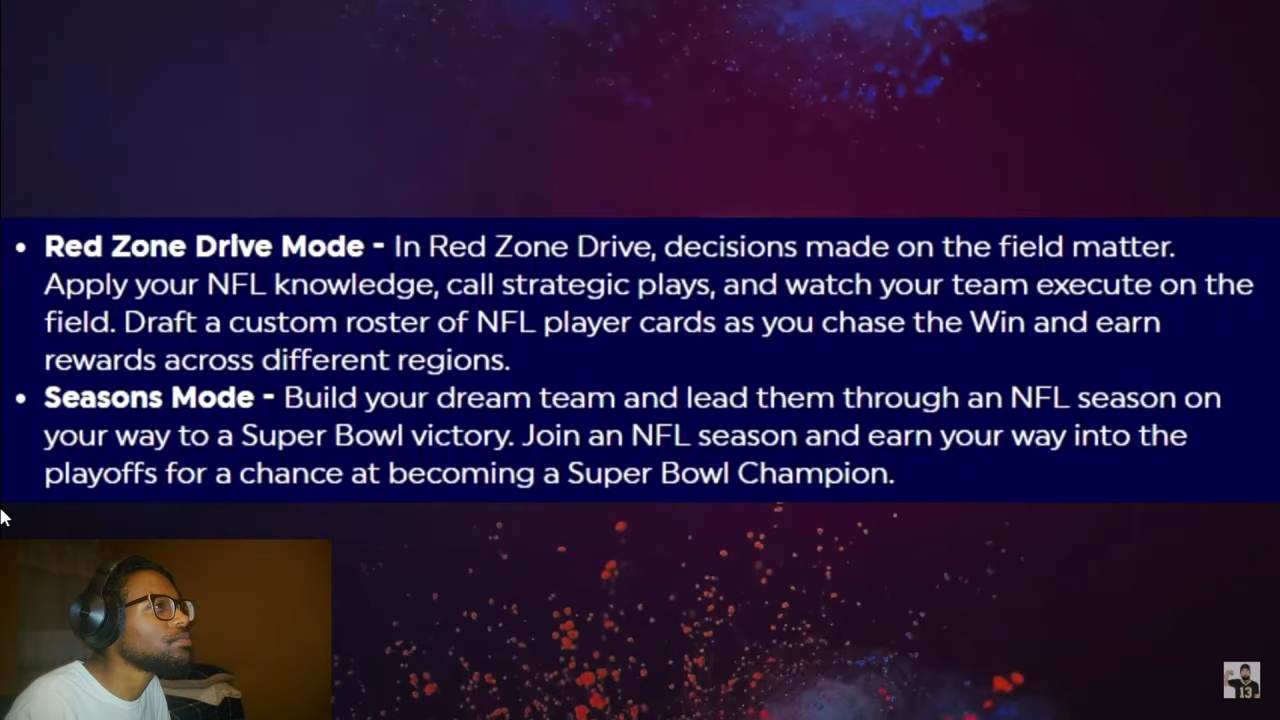 • Red Zone Drive Mode - In Red Zone Drive, decisions made on the field matter.
Apply your NFL knowledge, call strategic plays, and watch your team execute on the
field. Draft a custom roster of NFL player cards as you chase the Win and earn
rewards across different regions.
• Seasons Mode - Build your dream team and lead them through an NFL season on
your way to a Super Bowl victory. Join an NFL season and earn your way into the
playoffs for a chance at becoming a Super Bowl Champion.
13